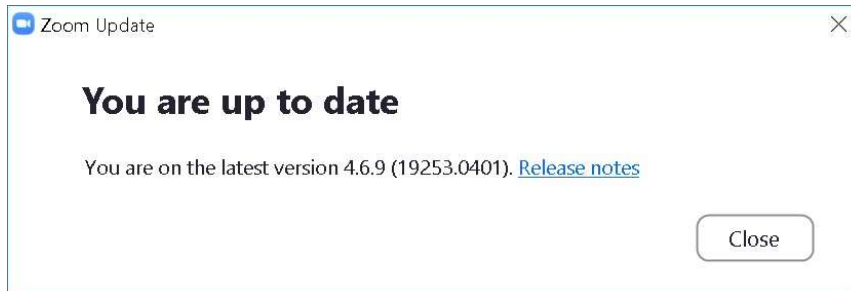 Zoom Update
You are up to date
You are on the latest version 4.6.9 (19253.0401). Release notes
Close